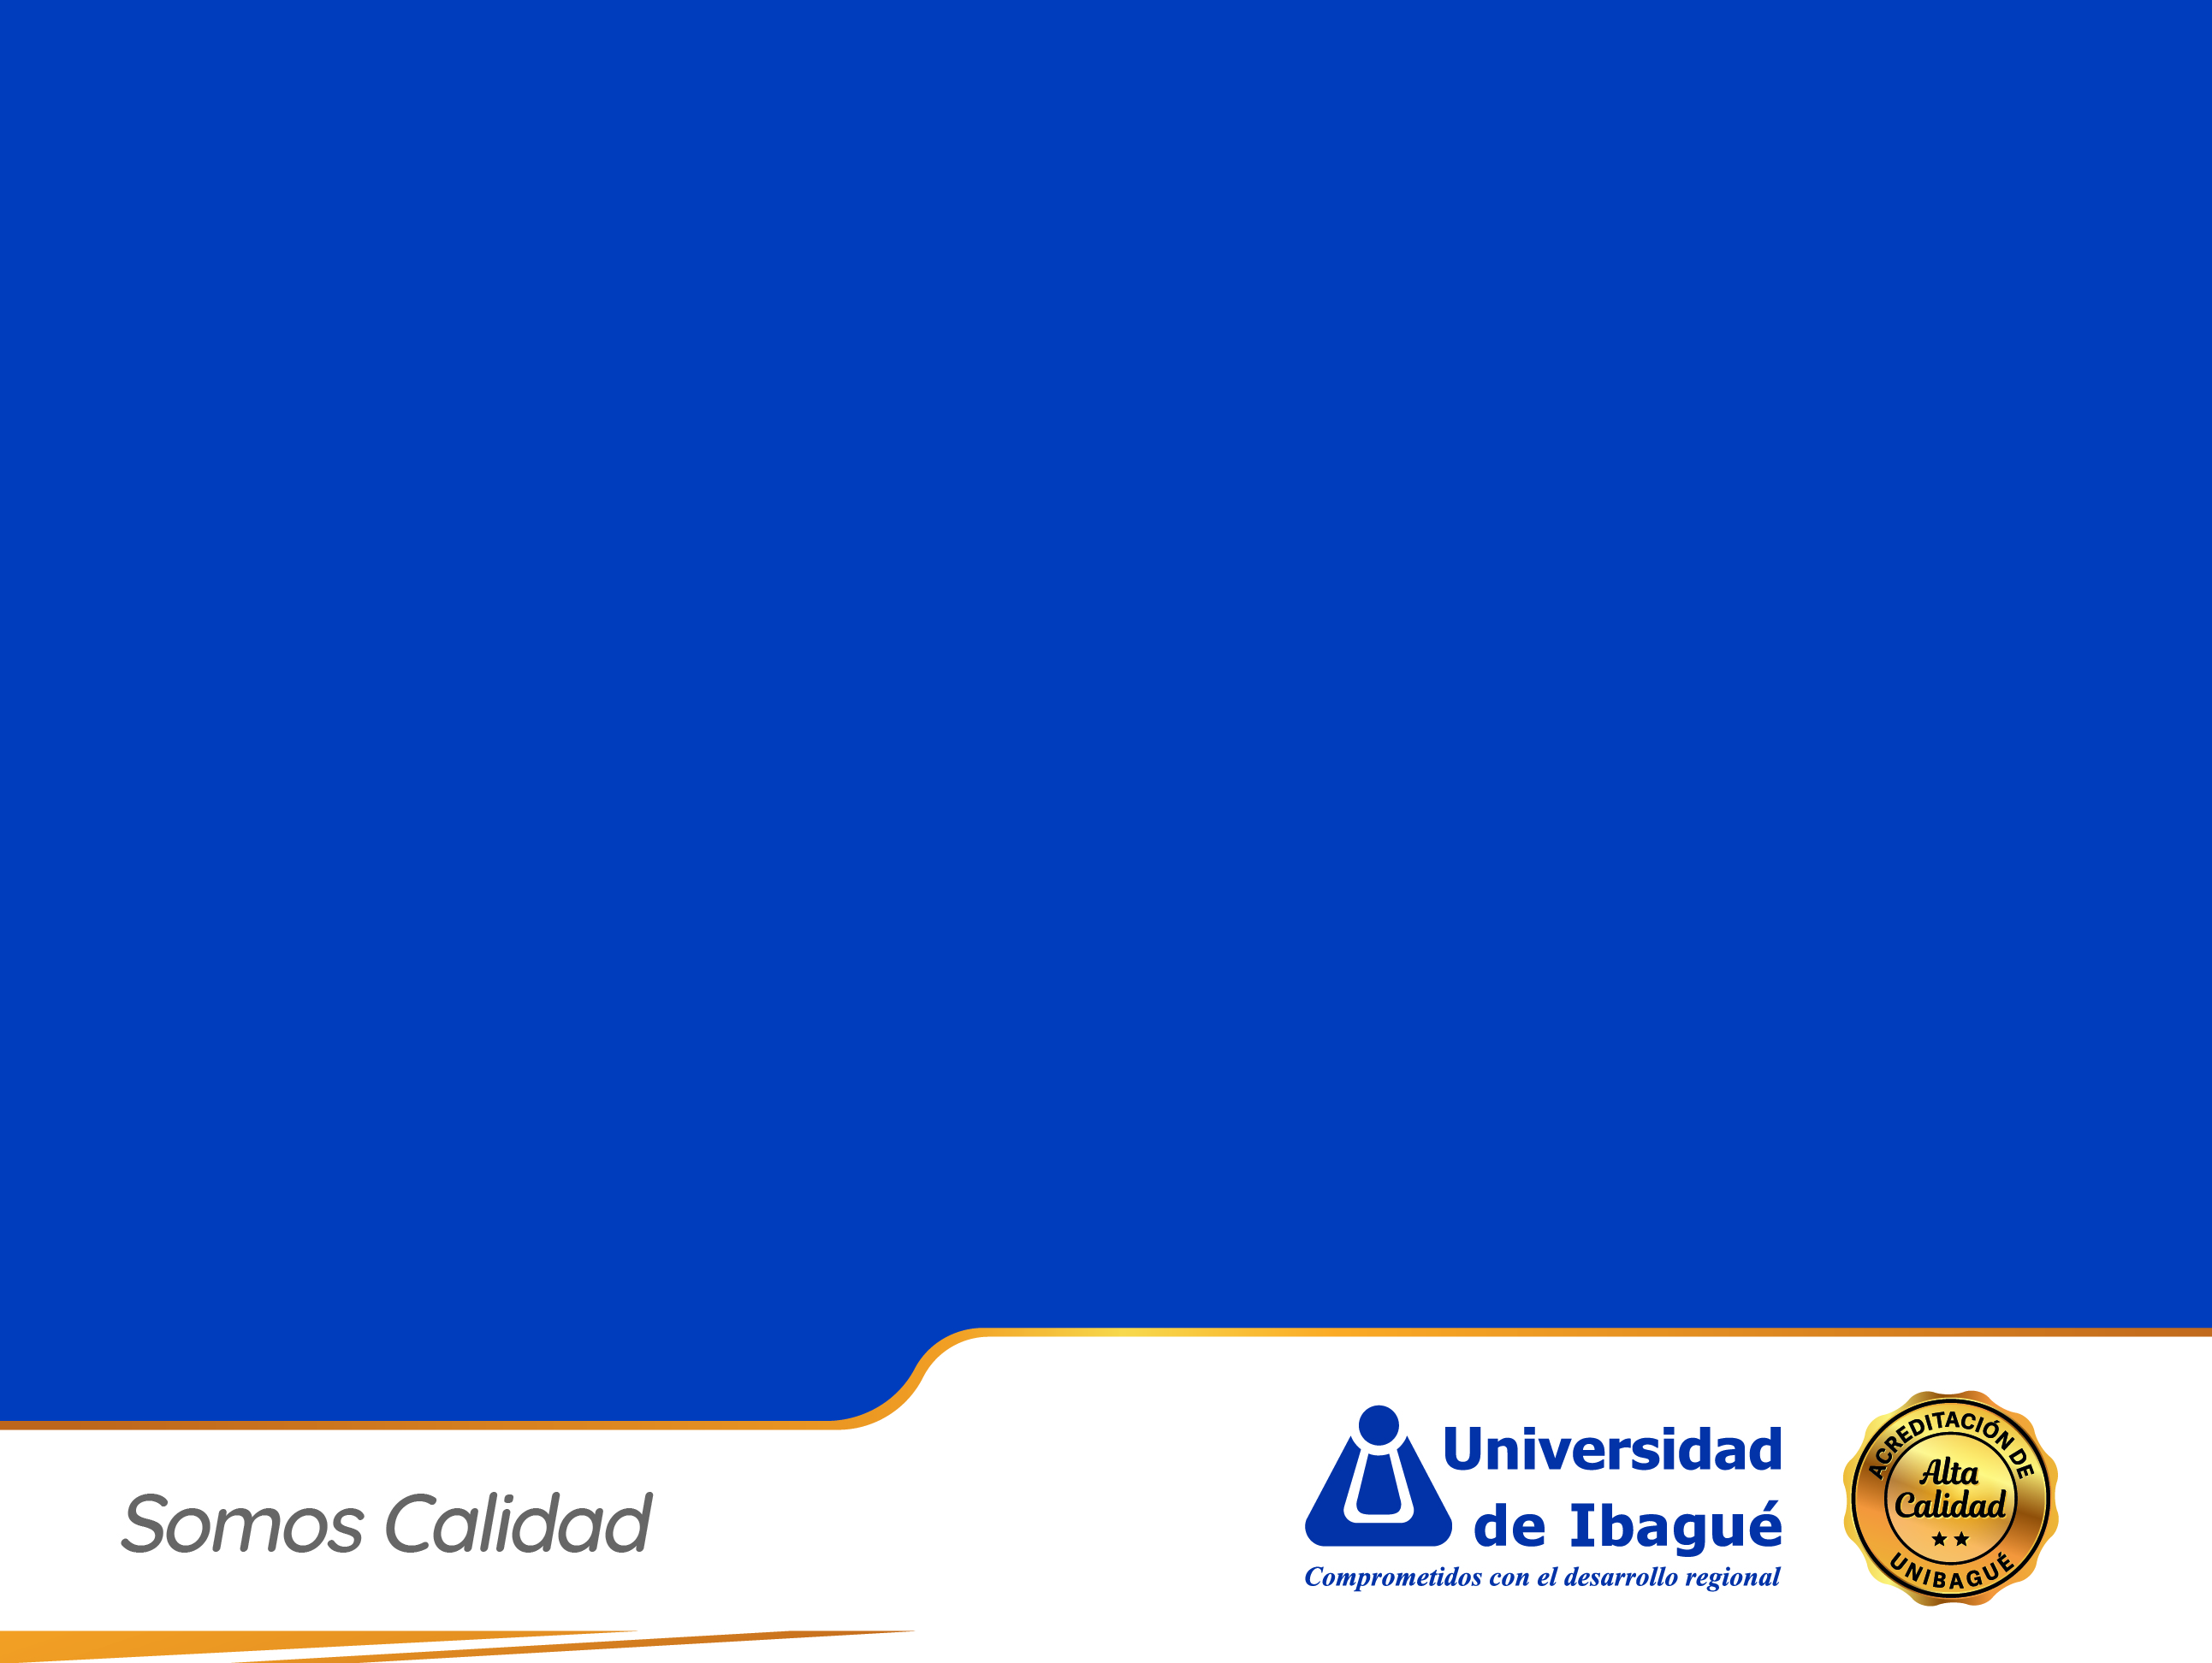 Somos Calidad
Universidad
de Ibagué
Comprometidos con el desarrollo regional
ACREDITACIÓN DE
Alta
Calidad
UNIBAGUÉ